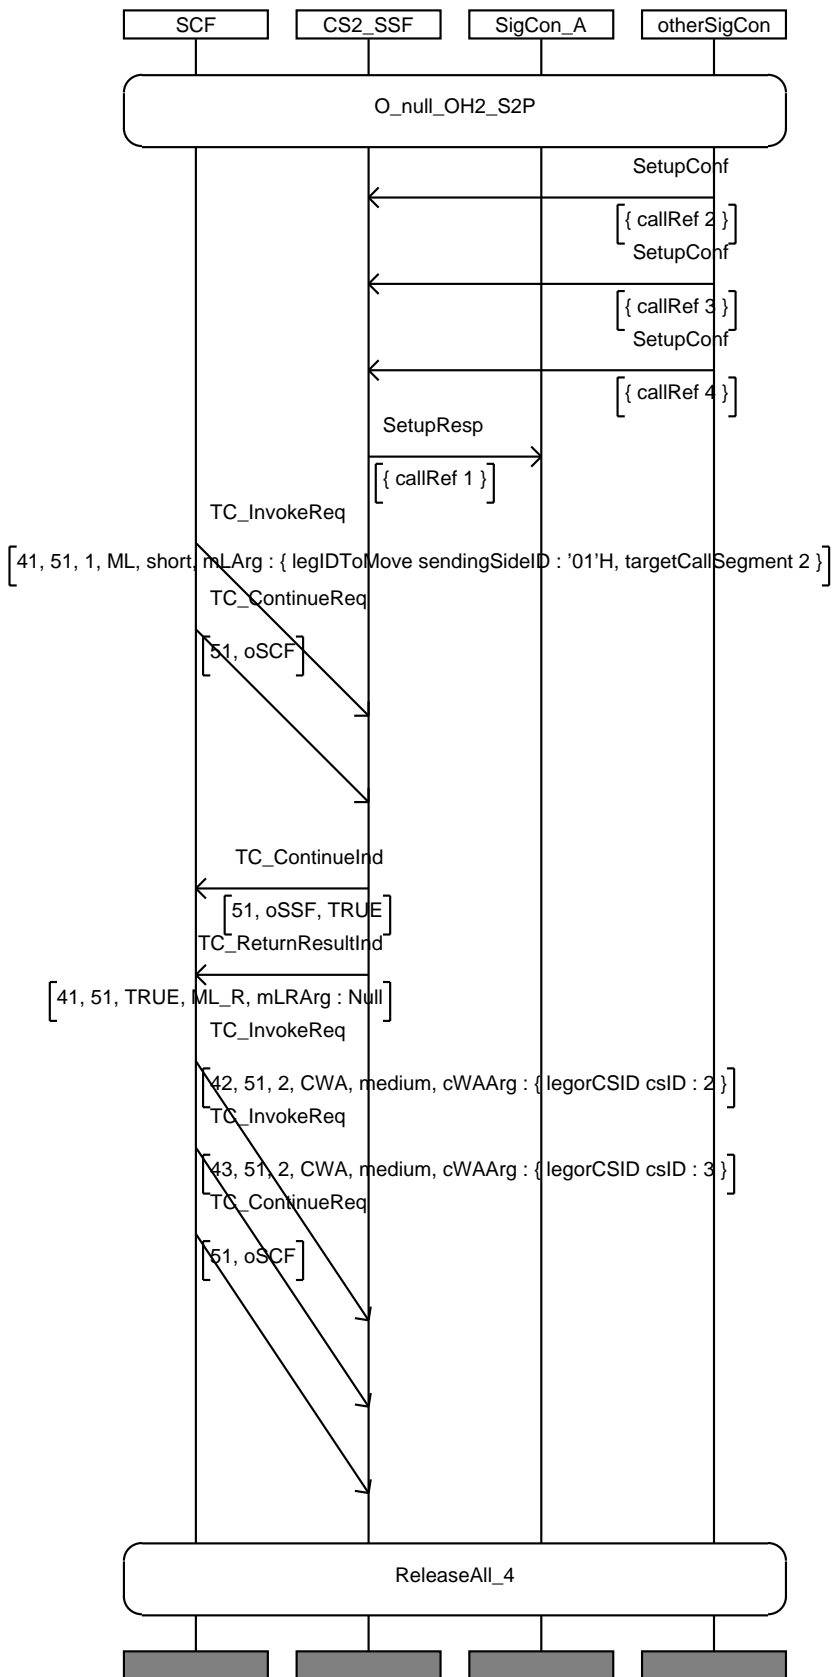 SCF CS2_SSF SigCon_A otherSigCon
O_null_OH2_S2P
SetupConf
{ callRef 2 }
SetupConf
{ callRef 3 }
SetupConf
{ callRef 4 }
SetupResp
{ callRef 1 }
TC_InvokeReq
41, 51, 1, ML, short, mLArg : { legIDToMove sendingSideID : '01'H, targetCallSegment 2 }
TC_ContinueReq
51, oSCF
TC_ContinueInd
51, oSSF, TRUE
TC_ReturnResultInd
41, 51, TRUE, ML_R, mLRArg : Null
TC_InvokeReq
42, 51, 2, CWA, medium, cWAArg : { legorCSID csID : 2 }
TC_InvokeReq
43, 51, 2, CWA, medium, cWAArg : { legorCSID csID : 3 }
TC_ContinueReq
51, oSCF
ReleaseAll_4